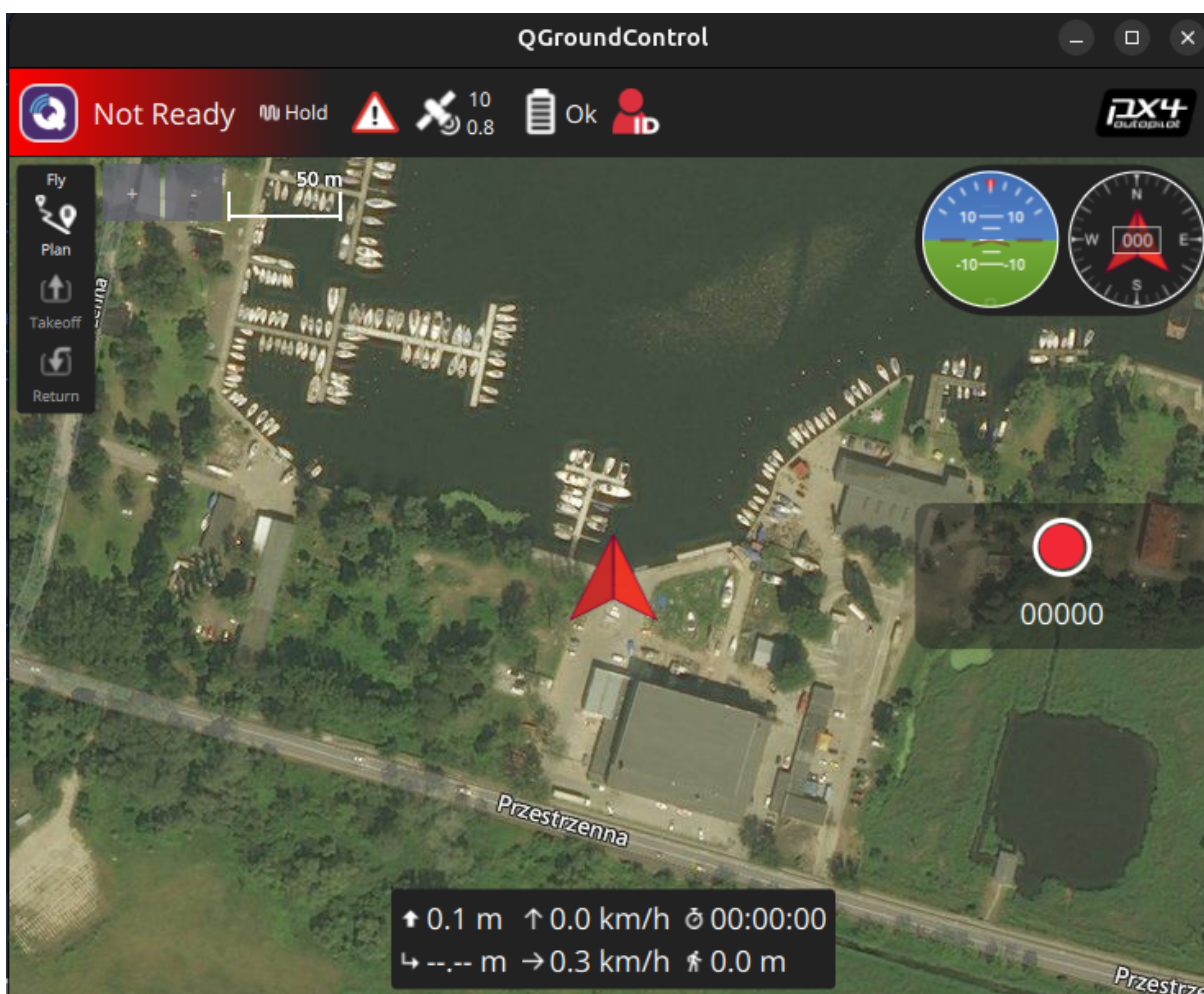 QGroundControl
Not Ready
Hold
10
0.8
Ok
ID
px4
autopilot
Fly
Plan
Takeoff
Return
+
-
50 m
10 10
-10 -10
N
W 000 E
S
00000
Przestrzenna
0.1 m 0.0 km/h 00:00:00
--.-- m 0.3 km/h 0.0 m